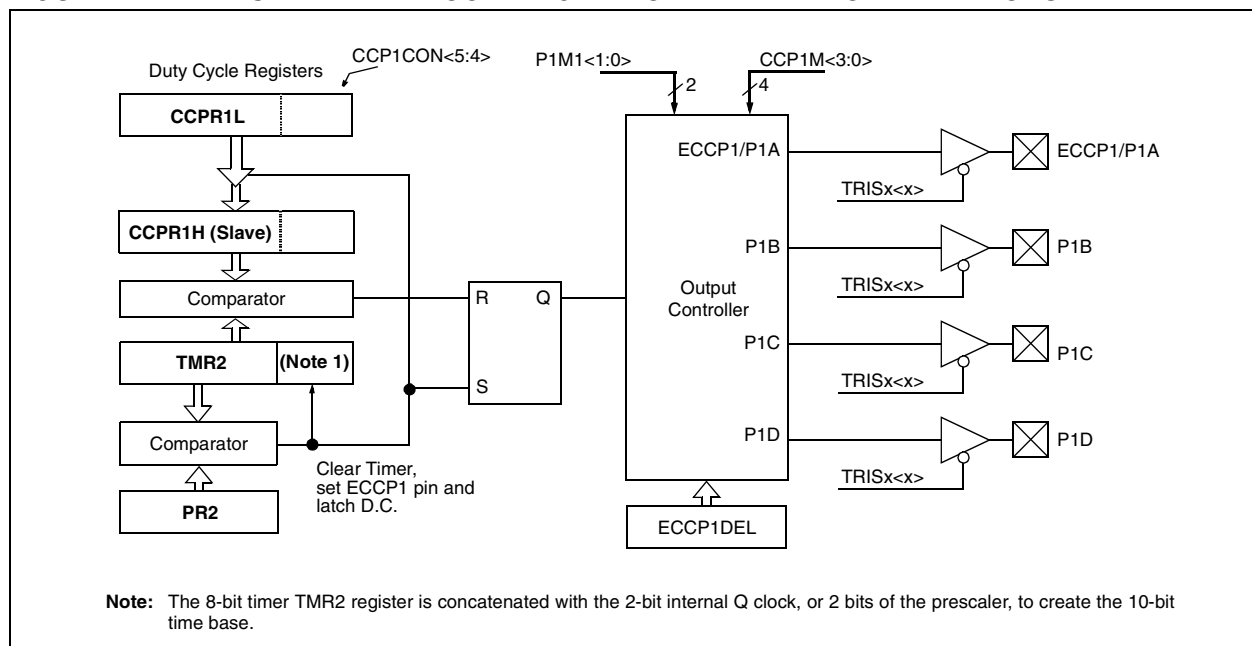 CCP1CON<5:4>
Duty Cycle Registers
CCPR1L
CCPR1H (Slave)
Comparator
TMR2
(Note 1)
Comparator
PR2
Clear Timer,
set ECCP1 pin and
latch D.C.
R
Q
S
P1M1<1:0>
2
CCP1M<3:0>
4
ECCP1/P1A
P1B
Output
Controller
P1C
P1D
ECCP1DEL
TRISx<x>
ECCP1/P1A
TRISx<x>
P1B
TRISx<x>
P1C
TRISx<x>
P1D
Note: The 8-bit timer TMR2 register is concatenated with the 2-bit internal Q clock, or 2 bits of the prescaler, to create the 10-bit
time base.